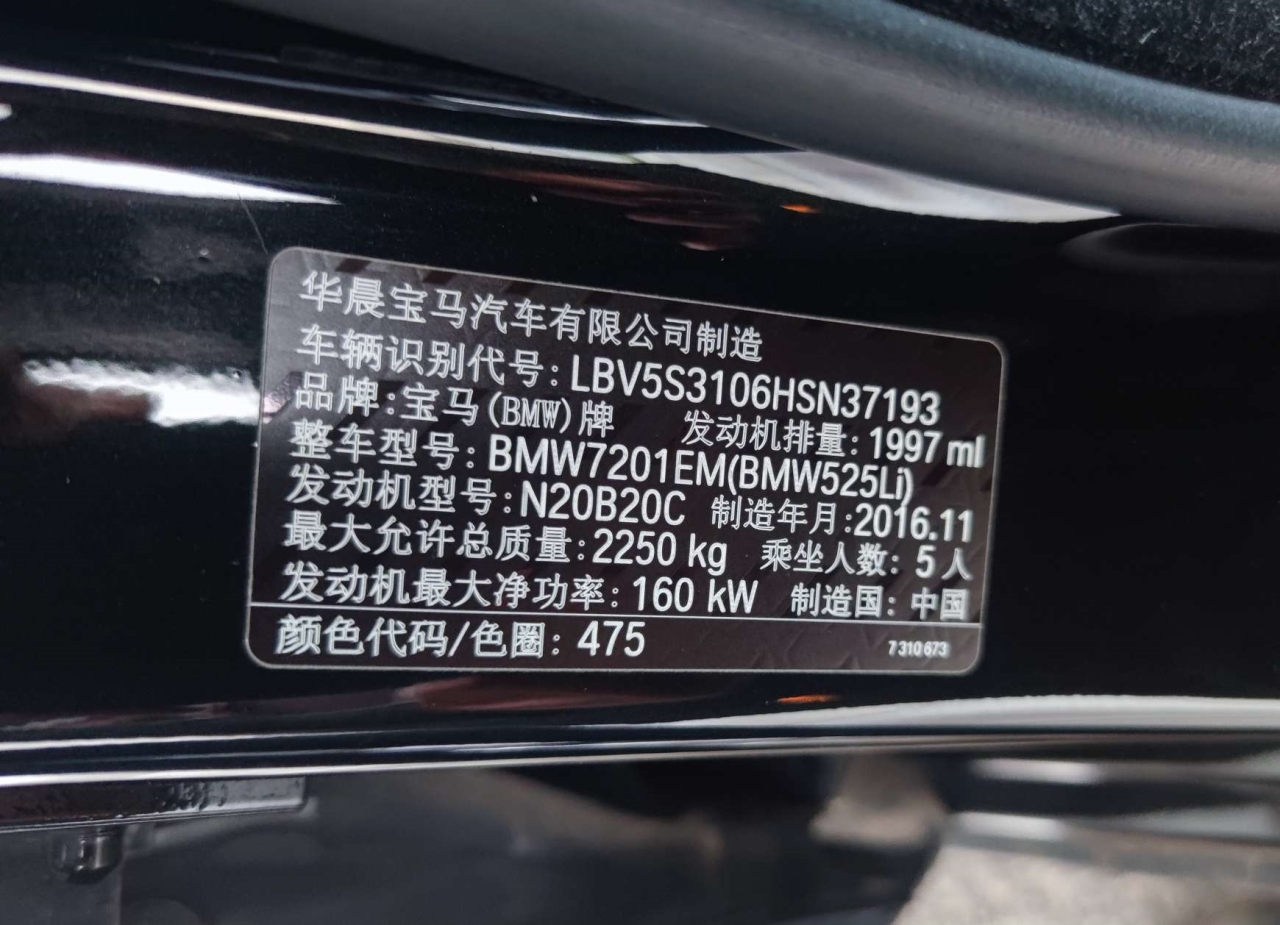 华晨宝马汽车有限公司制造
车辆识别代号: LBV5S3106HSN37193
品牌: 宝马(BMW)牌 发动机排量: 1997 ml
整车型号: BMW7201EM(BMW525Li)
发动机型号: N20B20C 制造年月: 2016.11
最大允许总质量: 2250 kg 乘坐人数: 5人
发动机最大净功率: 160 kW 制造国: 中国
颜色代码/色圈: 475 7 310 673